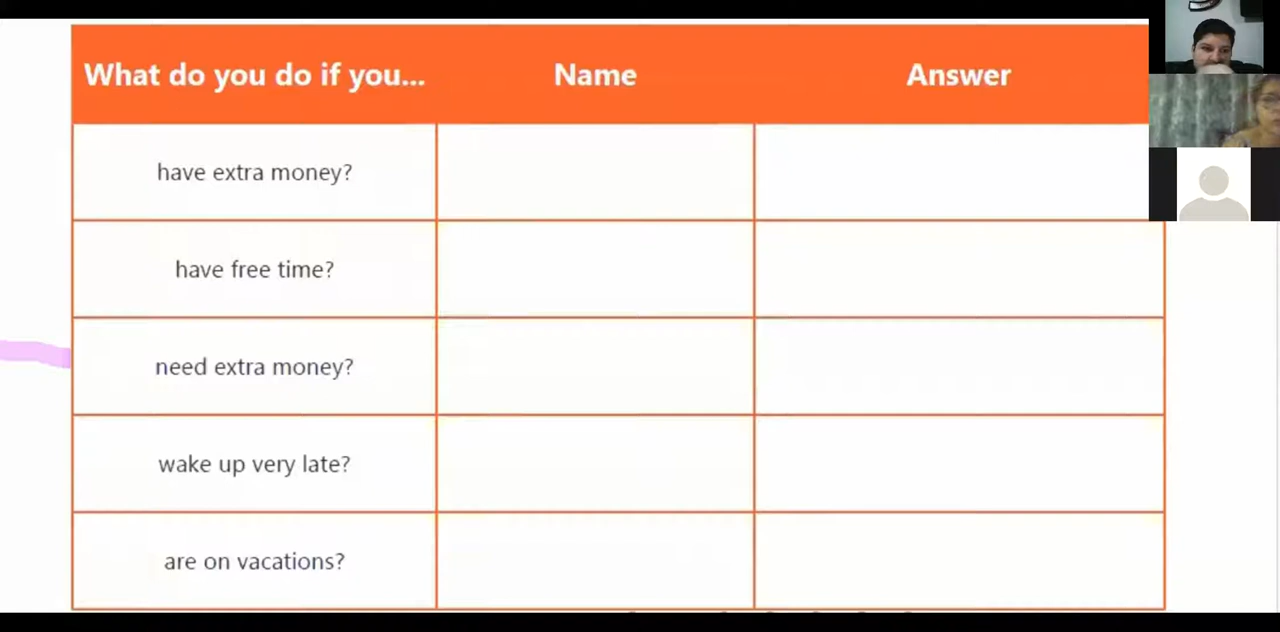 What do you do if you...
Name
Answer
have extra money?
have free time?
need extra money?
wake up very late?
are on vacations?